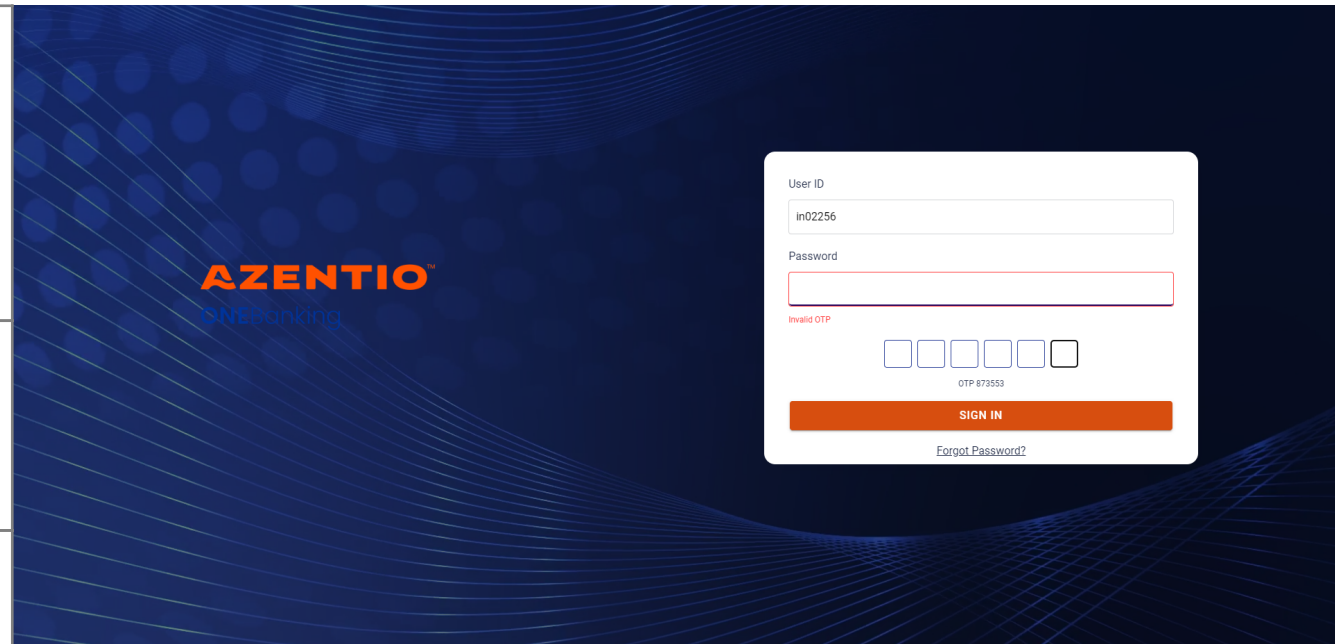 User ID
in02256
Password
AZENTIO™
ONEBanking
Invalid OTP
OTP 873553
SIGN IN
Forgot Password?